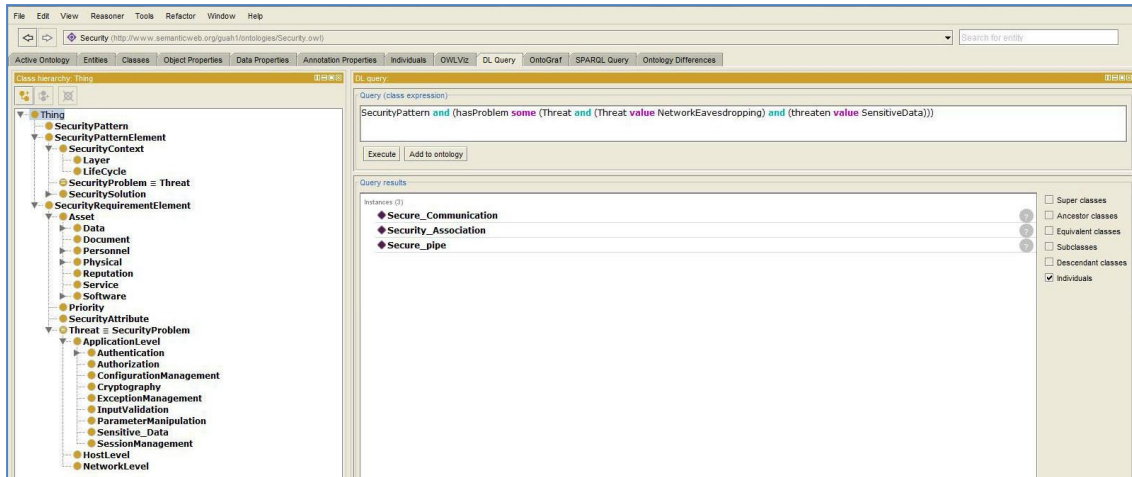 File Edit View Reasoner Tools Refactor Window Help
Security (http://www.semanticweb.org/guah1/ontologies/Security.owl)
Search for entity
Active Ontology Entities Classes Object Properties Data Properties Annotation Properties Individuals OWLViz DL Query OntoGraf SPARQL Query Ontology Differences
Class hierarchy: Thing
Thing
SecurityPattern
SecurityPatternElement
SecurityContext
Layer
LifeCycle
SecurityProblem ≡ Threat
SecuritySolution
SecurityRequirementElement
Asset
Data
Document
Personnel
Physical
Reputation
Service
Software
Priority
SecurityAttribute
Threat ≡ SecurityProblem
ApplicationLevel
Authentication
Authorization
ConfigurationManagement
Cryptography
ExceptionManagement
InputValidation
ParameterManipulation
Sensitive_Data
SessionManagement
HostLevel
NetworkLevel
DL query:
Query (class expression)
SecurityPattern and (hasProblem some (Threat and (Threat value NetworkEavesdropping) and (threaten value SensitiveData)))
Execute Add to ontology
Query results
Instances (3)
Secure_Communication ?
Security_Association ?
Secure_pipe ?
Super classes
Ancestor classes
Equivalent classes
Subclasses
Descendant classes
Individuals